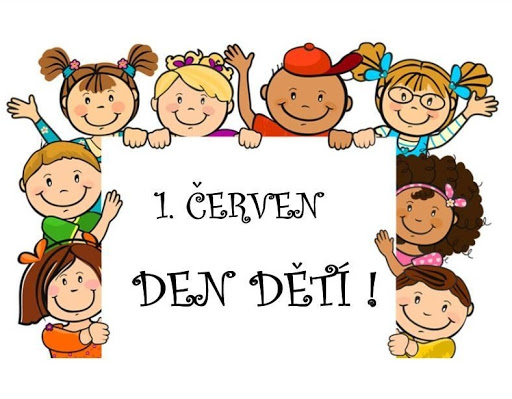 1. ČERVEN
DEN DĚTÍ !